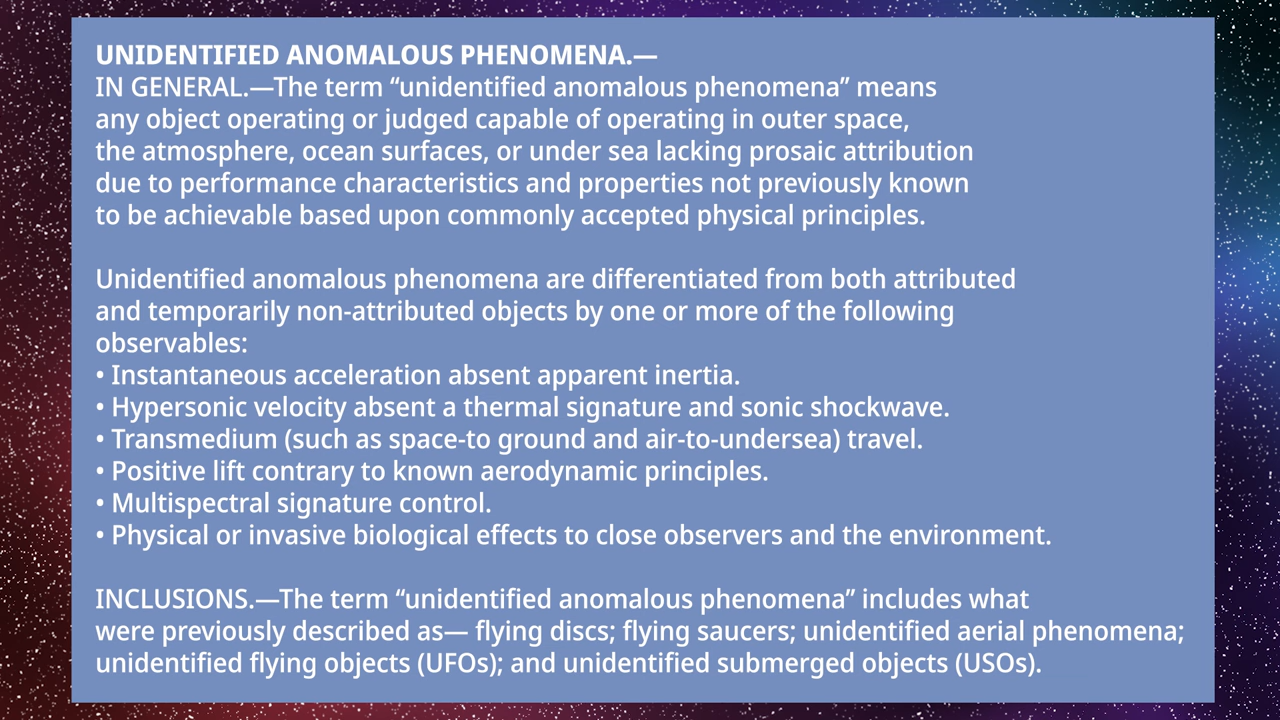 UNIDENTIFIED ANOMALOUS PHENOMENA.—
IN GENERAL.—The term “unidentified anomalous phenomena” means
any object operating or judged capable of operating in outer space,
the atmosphere, ocean surfaces, or under sea lacking prosaic attribution
due to performance characteristics and properties not previously known
to be achievable based upon commonly accepted physical principles.
Unidentified anomalous phenomena are differentiated from both attributed
and temporarily non-attributed objects by one or more of the following
observables:
• Instantaneous acceleration absent apparent inertia.
• Hypersonic velocity absent a thermal signature and sonic shockwave.
• Transmedium (such as space-to ground and air-to-undersea) travel.
• Positive lift contrary to known aerodynamic principles.
• Multispectral signature control.
• Physical or invasive biological effects to close observers and the environment.
INCLUSIONS.—The term “unidentified anomalous phenomena” includes what
were previously described as— flying discs; flying saucers; unidentified aerial phenomena;
unidentified flying objects (UFOs); and unidentified submerged objects (USOs).